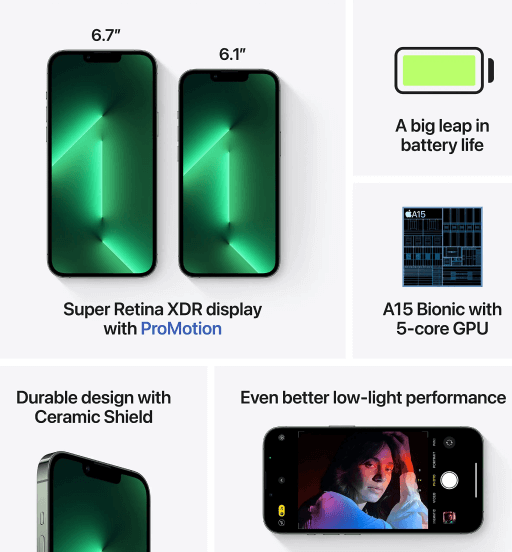 6.7″
6.1″
Super Retina XDR display
with ProMotion
A big leap in
battery life
A15
A15 Bionic with
5-core GPU
Durable design with
Ceramic Shield
Even better low-light performance